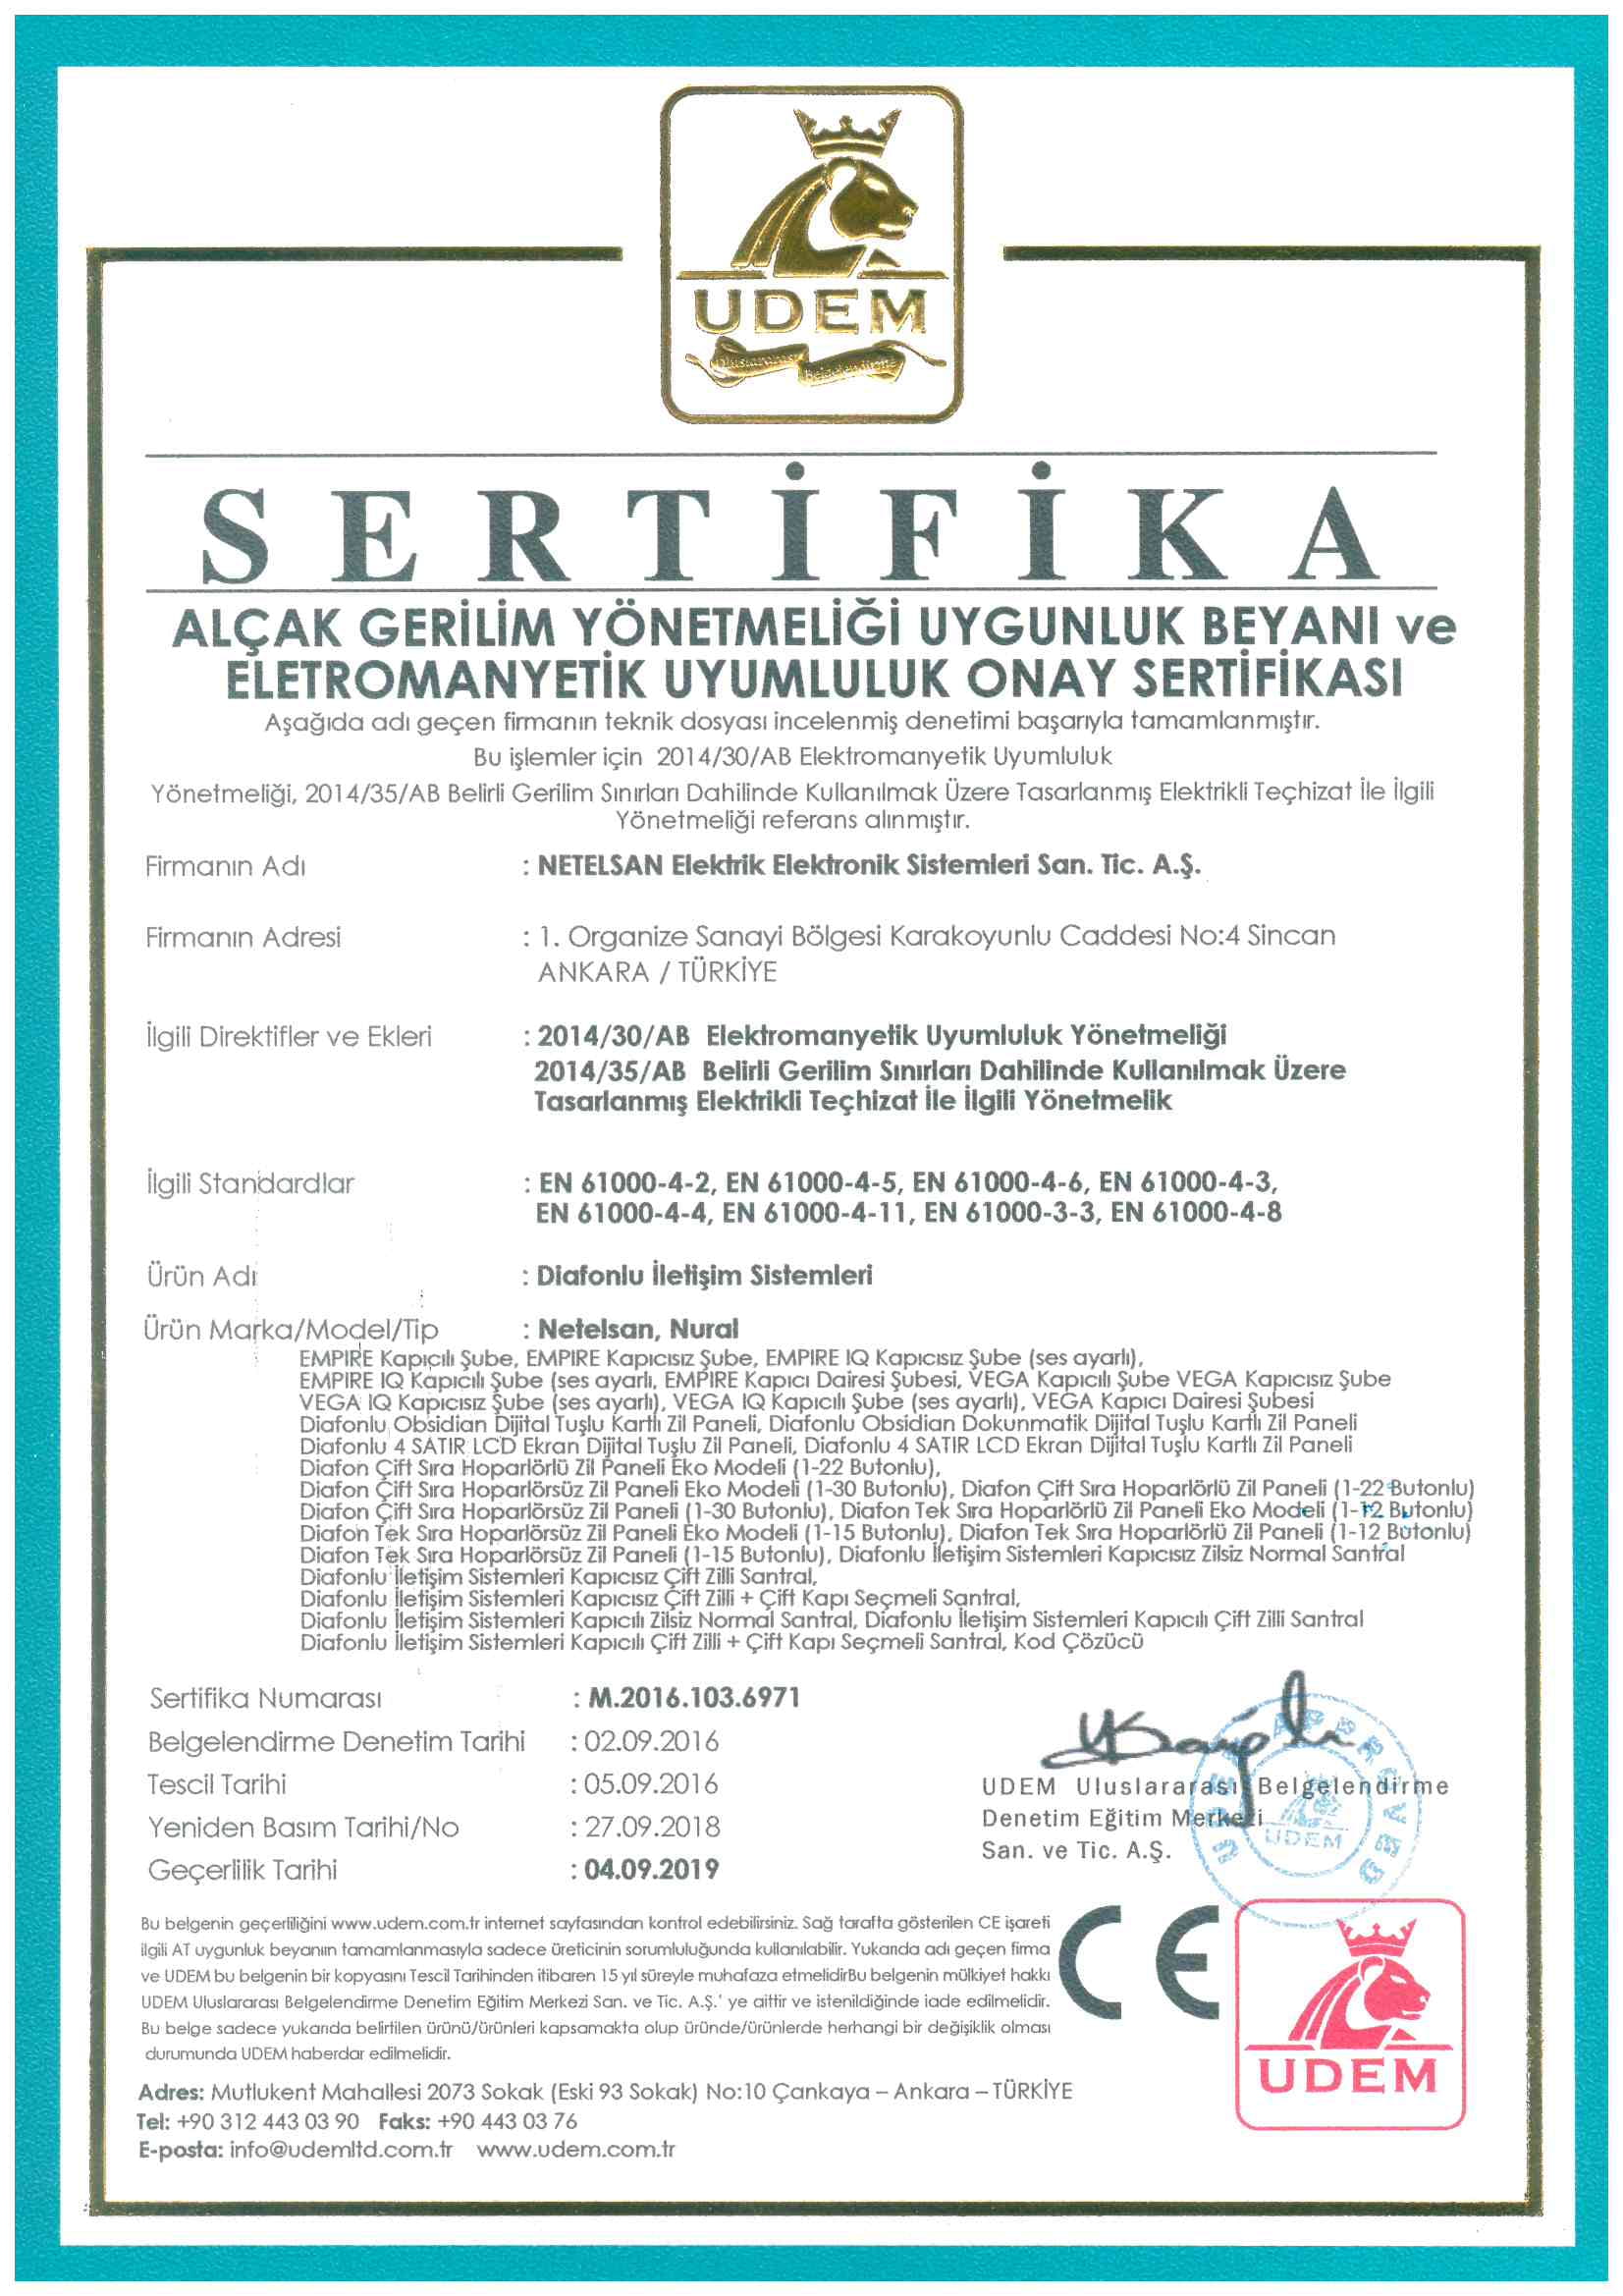 UDEM
Uluslararası Belgelendirme
SERTİFİKA
ALÇAK GERİLİM YÖNETMELİĞİ UYGUNLUK BEYANI ve
ELETROMANYETİK UYUMLULUK ONAY SERTİFİKASI
Aşağıda adı geçen firmanın teknik dosyası incelenmiş denetimi başarıyla tamamlanmıştır.
Bu işlemler için 2014/30/AB Elektromanyetik Uyumluluk
Yönetmeliği, 2014/35/AB Belirli Gerilim Sınırları Dahilinde Kullanılmak Üzere Tasarlanmış Elektrikli Teçhizat İle İlgili
Yönetmeliği referans alınmıştır.
Firmanın Adı : NETELSAN Elektrik Elektronik Sistemleri San. Tic. A.Ş.
Firmanın Adresi : 1. Organize Sanayi Bölgesi Karakoyunlu Caddesi No:4 Sincan
ANKARA / TÜRKİYE
İlgili Direktifler ve Ekleri : 2014/30/AB Elektromanyetik Uyumluluk Yönetmeliği
2014/35/AB Belirli Gerilim Sınırları Dahilinde Kullanılmak Üzere
Tasarlanmış Elektrikli Teçhizat İle İlgili Yönetmelik
İlgili Standardlar : EN 61000-4-2, EN 61000-4-5, EN 61000-4-6, EN 61000-4-3,
EN 61000-4-4, EN 61000-4-11, EN 61000-3-3, EN 61000-4-8
Ürün Adı : Diafonlu İletişim Sistemleri
Ürün Marka/Model/Tip : Netelsan, Nural
EMPIRE Kapıcılı Şube, EMPIRE Kapıcısız Şube, EMPIRE IQ Kapıcısız Şube (ses ayarlı),
EMPIRE IQ Kapıcılı Şube (ses ayarlı, EMPIRE Kapıcı Dairesi Şubesi, VEGA Kapıcılı Şube VEGA Kapıcısız Şube
VEGA IQ Kapıcısız Şube (ses ayarlı), VEGA IQ Kapıcılı Şube (ses ayarlı), VEGA Kapıcı Dairesi Şubesi
Diafonlu Obsidian Dijital Tuşlu Kartlı Zil Paneli, Diafonlu Obsidian Dokunmatik Dijital Tuşlu Kartlı Zil Paneli
Diafonlu 4 SATIR LCD Ekran Dijital Tuşlu Zil Paneli, Diafonlu 4 SATIR LCD Ekran Dijital Tuşlu Kartlı Zil Paneli
Diafon Çift Sıra Hoparlörlü Zil Paneli Eko Modeli (1-22 Butonlu),
Diafon Çift Sıra Hoparlörsüz Zil Paneli Eko Modeli (1-30 Butonlu), Diafon Çift Sıra Hoparlörlü Zil Paneli (1-22 Butonlu)
Diafon Çift Sıra Hoparlörsüz Zil Paneli (1-30 Butonlu), Diafon Tek Sıra Hoparlörlü Zil Paneli Eko Modeli (1-12 Butonlu)
Diafon Tek Sıra Hoparlörsüz Zil Paneli Eko Modeli (1-15 Butonlu), Diafon Tek Sıra Hoparlörlü Zil Paneli (1-12 Butonlu)
Diafon Tek Sıra Hoparlörsüz Zil Paneli (1-15 Butonlu), Diafonlu İletişim Sistemleri Kapıcısız Zilsiz Normal Santral
Diafonlu İletişim Sistemleri Kapıcısız Çift Zilli Santral,
Diafonlu İletişim Sistemleri Kapıcısız Çift Zilli + Çift Kapı Seçmeli Santral,
Diafonlu İletişim Sistemleri Kapıcılı Zilsiz Normal Santral, Diafonlu İletişim Sistemleri Kapıcılı Çift Zilli Santral
Diafonlu İletişim Sistemleri Kapıcılı Çift Zilli + Çift Kapı Seçmeli Santral, Kod Çözücü
Sertifika Numarası : M.2016.103.6971
Belgelendirme Denetim Tarihi : 02.09.2016
Tescil Tarihi : 05.09.2016
Yeniden Basım Tarihi/No : 27.09.2018
Geçerlilik Tarihi : 04.09.2019
UDEM Uluslararası Belgelendirme
Denetim Eğitim Merkezi
San. ve Tic. A.Ş.
UDEM APPROVED
UDEM
Bu belgenin geçerliliğini www.udem.com.tr internet sayfasından kontrol edebilirsiniz. Sağ tarafta gösterilen CE işareti
ilgili AT uygunluk beyanın tamamlanmasıyla sadece üreticinin sorumluluğunda kullanılabilir. Yukarıda adı geçen firma
ve UDEM bu belgenin bir kopyasını Tescil Tarihinden itibaren 15 yıl süreyle muhafaza etmelidirBu belgenin mülkiyet hakkı
UDEM Uluslararası Belgelendirme Denetim Eğitim Merkezi San. ve Tic. A.Ş.' ye aittir ve istenildiğinde iade edilmelidir.
Bu belge sadece yukarıda belirtilen ürünü/ürünleri kapsamakta olup üründe/ürünlerde herhangi bir değişiklik olması
durumunda UDEM haberdar edilmelidir.
CE
UDEM
Adres: Mutlukent Mahallesi 2073 Sokak (Eski 93 Sokak) No:10 Çankaya – Ankara – TÜRKİYE
Tel: +90 312 443 03 90 Faks: +90 443 03 76
E-posta: info@udemltd.com.tr www.udem.com.tr